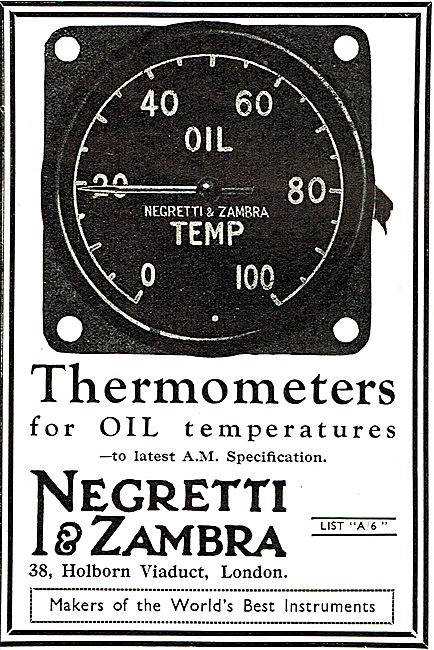 40 60
OIL
20 80
NEGRETTI & ZAMBRA
TEMP
0 100
Thermometers
for OIL temperatures
—to latest A.M. Specification.
NEGRETTI
& ZAMBRA
LIST "A/6"
38, Holborn Viaduct, London.
Makers of the World's Best Instruments